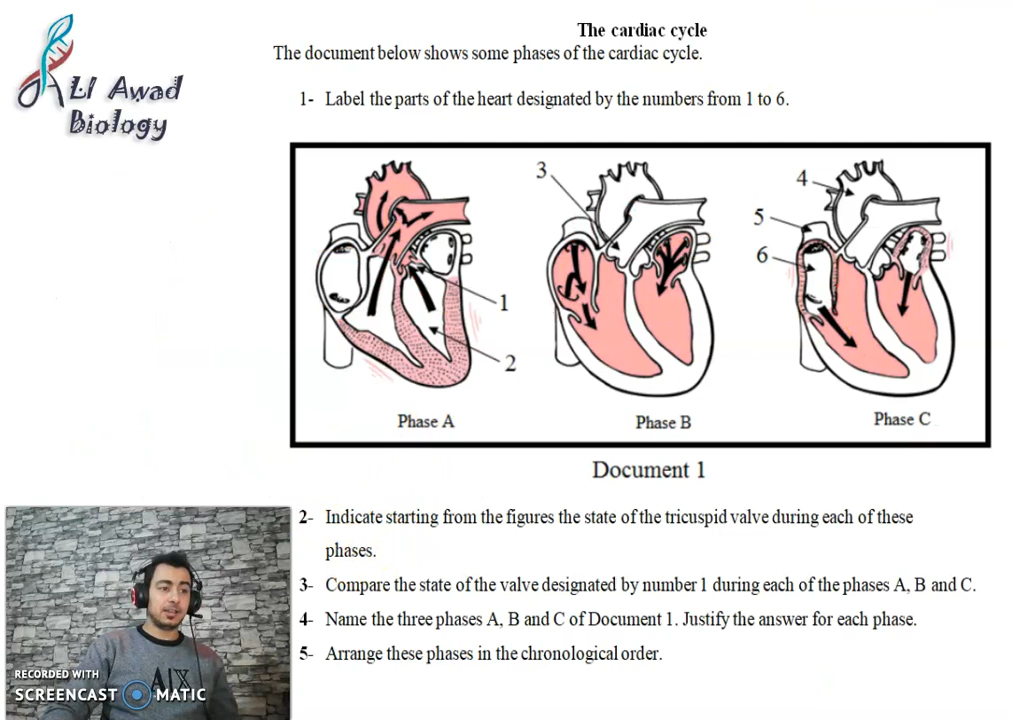 The cardiac cycle
ALI Awad
Biology
The document below shows some phases of the cardiac cycle.
1- Label the parts of the heart designated by the numbers from 1 to 6.
3
4
5
6
1
2
Phase A
Phase B
Phase C
Document 1
2- Indicate starting from the figures the state of the tricuspid valve during each of these
phases.
3- Compare the state of the valve designated by number 1 during each of the phases A, B and C.
4- Name the three phases A, B and C of Document 1. Justify the answer for each phase.
5- Arrange these phases in the chronological order.
AIX
RECORDED WITH
SCREENCAST MATIC